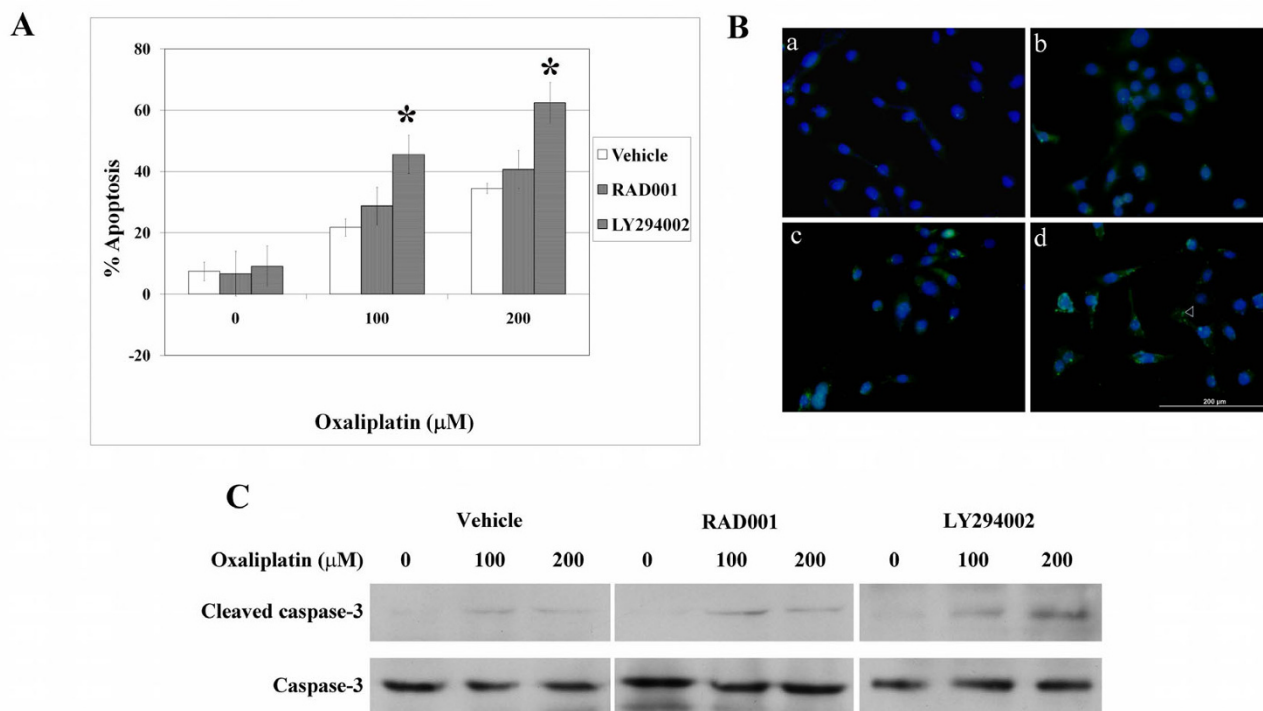 A
80
60
40
20
0
-20
% Apoptosis
*
*
0 100 200
Oxaliplatin (μM)
Vehicle
RAD001
LY294002
B
a
b
c
d
200 µm
C
Vehicle RAD001 LY294002
Oxaliplatin (μM) 0 100 200 0 100 200 0 100 200
Cleaved caspase-3
Caspase-3